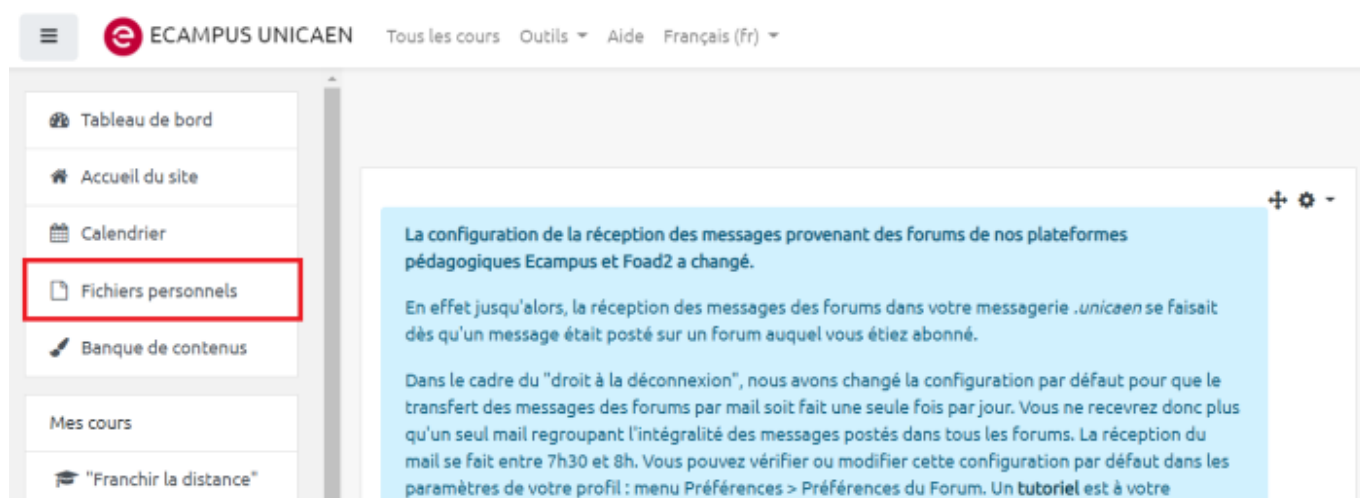 ECAMPUS UNICAEN Tous les cours Outils Aide Français (fr)
Tableau de bord
Accueil du site
Calendrier
Fichiers personnels
Banque de contenus
Mes cours
"Franchir la distance"
La configuration de la réception des messages provenant des forums de nos plateformes
pédagogiques Ecampus et Foad2 a changé.
En effet jusqu'alors, la réception des messages des forums dans votre messagerie .unicaen se faisait
dès qu'un message était posté sur un forum auquel vous étiez abonné.
Dans le cadre du "droit à la déconnexion", nous avons changé la configuration par défaut pour que le
transfert des messages des forums par mail soit fait une seule fois par jour. Vous ne recevrez donc plus
qu'un seul mail regroupant l'intégralité des messages postés dans tous les forums. La réception du
mail se fait entre 7h30 et 8h. Vous pouvez vérifier ou modifier cette configuration par défaut dans les
paramètres de votre profil : menu Préférences > Préférences du Forum. Un tutoriel est à votre